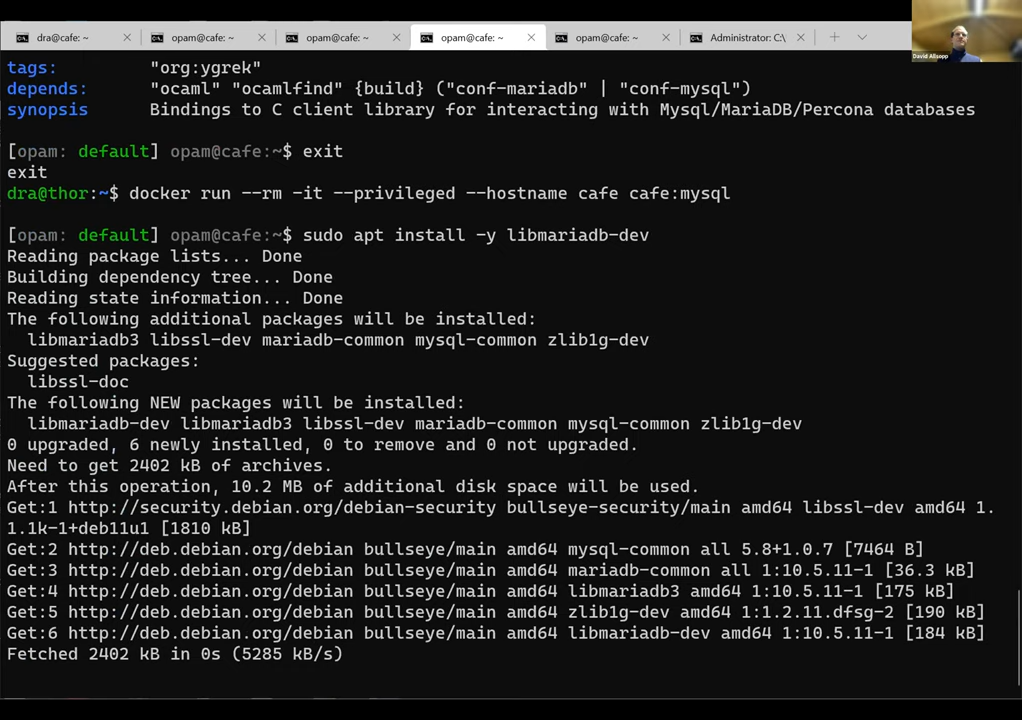 dra@cafe: ~
opam@cafe: ~
opam@cafe: ~
opam@cafe: ~
opam@cafe: ~
Administrator: C:\
David Allsopp
tags: "org:ygrek"
depends: "ocaml" "ocamlfind" {build} ("conf-mariadb" | "conf-mysql")
synopsis Bindings to C client library for interacting with Mysql/MariaDB/Percona databases
[opam: default] opam@cafe:~$ exit
exit
dra@thor:~$ docker run --rm -it --privileged --hostname cafe cafe:mysql
[opam: default] opam@cafe:~$ sudo apt install -y libmariadb-dev
Reading package lists... Done
Building dependency tree... Done
Reading state information... Done
The following additional packages will be installed:
libmariadb3 libssl-dev mariadb-common mysql-common zlib1g-dev
Suggested packages:
libssl-doc
The following NEW packages will be installed:
libmariadb-dev libmariadb3 libssl-dev mariadb-common mysql-common zlib1g-dev
0 upgraded, 6 newly installed, 0 to remove and 0 not upgraded.
Need to get 2402 kB of archives.
After this operation, 10.2 MB of additional disk space will be used.
Get:1 http://security.debian.org/debian-security bullseye-security/main amd64 libssl-dev amd64 1.
1.1k-1+deb11u1 [1810 kB]
Get:2 http://deb.debian.org/debian bullseye/main amd64 mysql-common all 5.8+1.0.7 [7464 B]
Get:3 http://deb.debian.org/debian bullseye/main amd64 mariadb-common all 1:10.5.11-1 [36.3 kB]
Get:4 http://deb.debian.org/debian bullseye/main amd64 libmariadb3 amd64 1:10.5.11-1 [175 kB]
Get:5 http://deb.debian.org/debian bullseye/main amd64 zlib1g-dev amd64 1:1.2.11.dfsg-2 [190 kB]
Get:6 http://deb.debian.org/debian bullseye/main amd64 libmariadb-dev amd64 1:10.5.11-1 [184 kB]
Fetched 2402 kB in 0s (5285 kB/s)